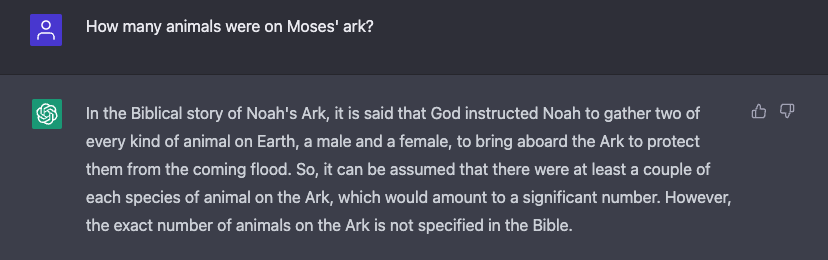 How many animals were on Moses' ark?
In the Biblical story of Noah's Ark, it is said that God instructed Noah to gather two of
every kind of animal on Earth, a male and a female, to bring aboard the Ark to protect
them from the coming flood. So, it can be assumed that there were at least a couple of
each species of animal on the Ark, which would amount to a significant number. However,
the exact number of animals on the Ark is not specified in the Bible.